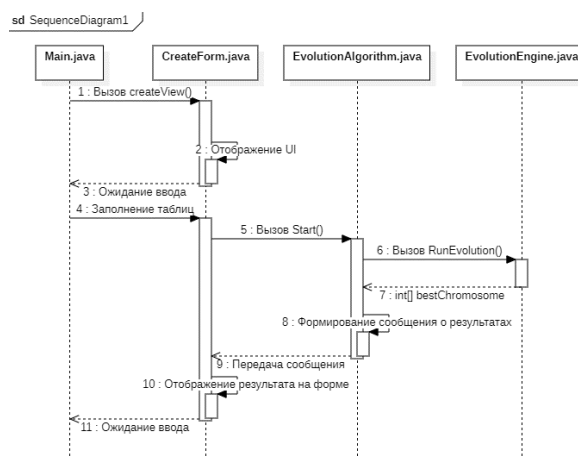 sd SequenceDiagram1
Main.java
CreateForm.java
EvolutionAlgorithm.java
EvolutionEngine.java
1 : Вызов createView()
2 : Отображение UI
3 : Ожидание ввода
4 : Заполнение таблиц
5 : Вызов Start()
6 : Вызов RunEvolution()
7 : int[] bestChromosome
8 : Формирование сообщения о результатах
9 : Передача сообщения
10 : Отображение результата на форме
11 : Ожидание ввода